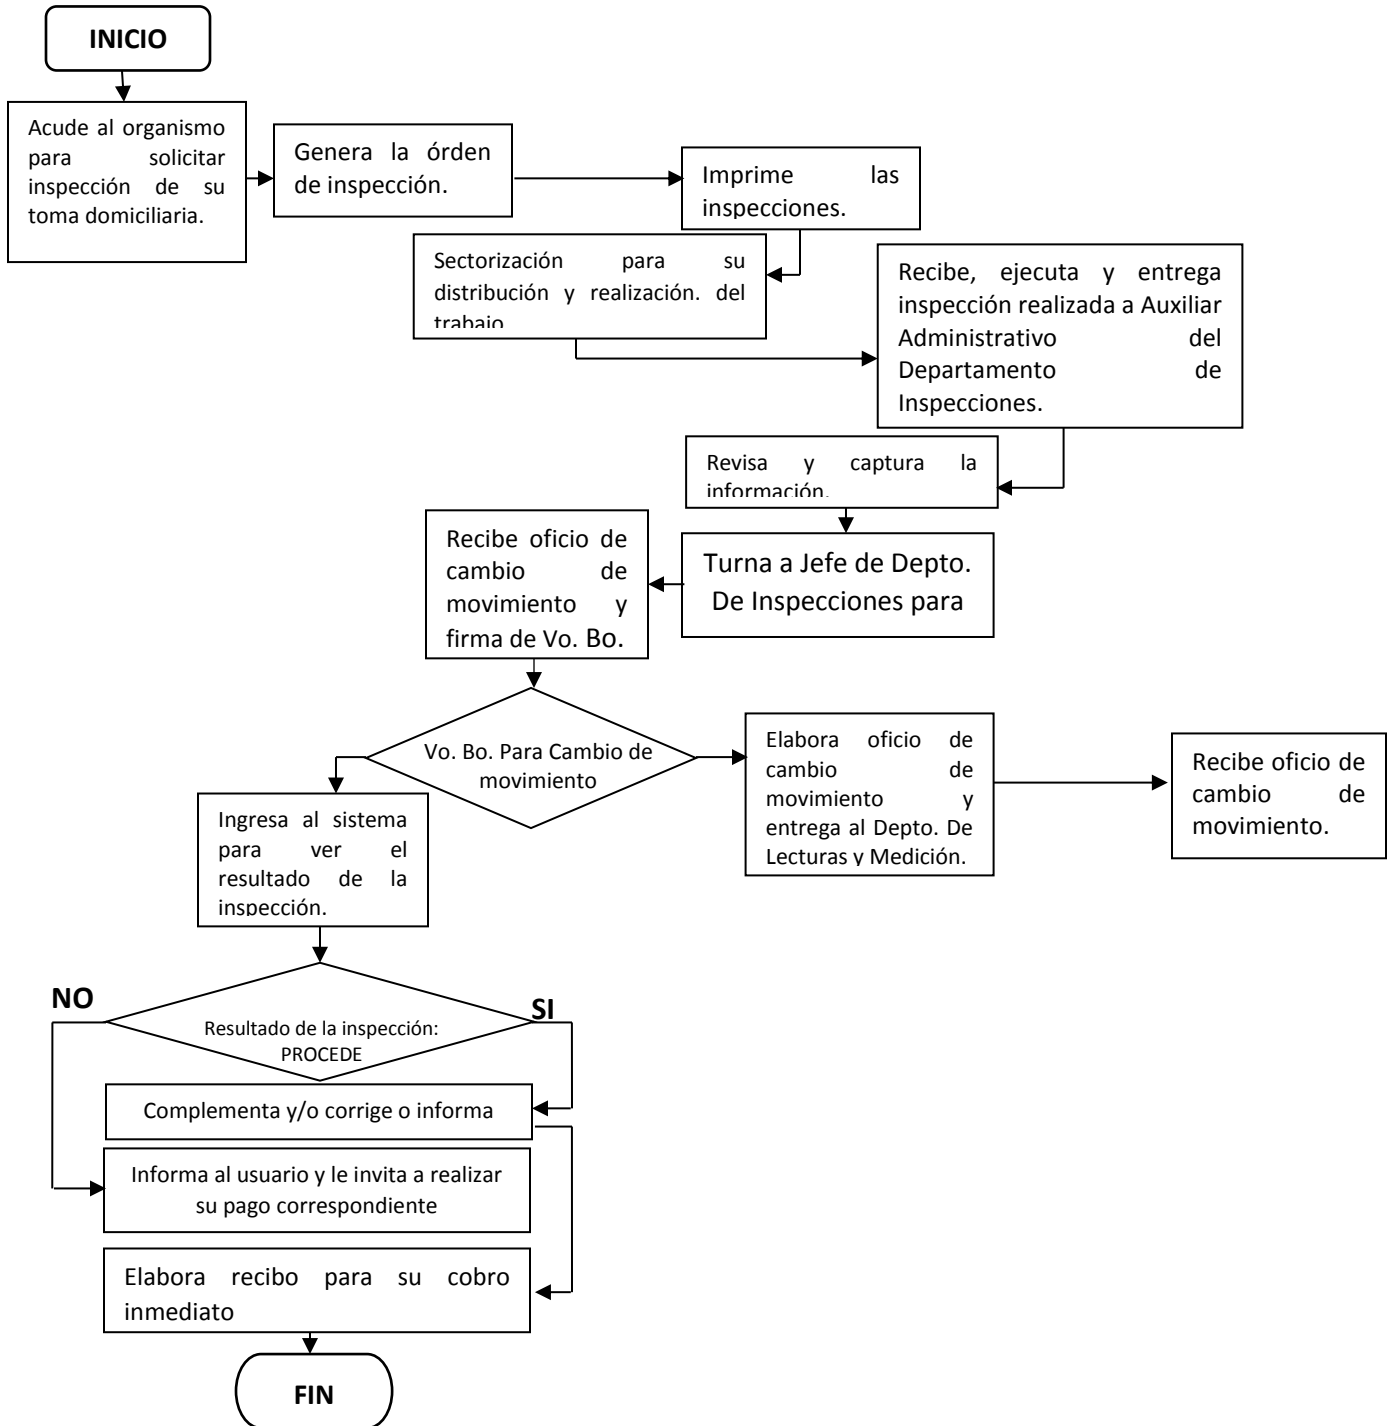 INICIO
Acude al organismo
para solicitar
inspección de su
toma domiciliaria.
Genera la órden
de inspección.
Imprime las
inspecciones.
Sectorización para su
distribución y realización. del
trabajo
Recibe, ejecuta y entrega
inspección realizada a Auxiliar
Administrativo del
Departamento de
Inspecciones.
Revisa y captura la
información.
Turna a Jefe de Depto.
De Inspecciones para
Recibe oficio de
cambio de
movimiento y
firma de Vo. Bo.
Vo. Bo. Para Cambio de
movimiento
Elabora oficio de
cambio de
movimiento y
entrega al Depto. De
Lecturas y Medición.
Recibe oficio de
cambio de
movimiento.
Ingresa al sistema
para ver el
resultado de la
inspección.
NO
SI
Resultado de la inspección:
PROCEDE
Complementa y/o corrige o informa
Informa al usuario y le invita a realizar
su pago correspondiente
Elabora recibo para su cobro
inmediato
FIN